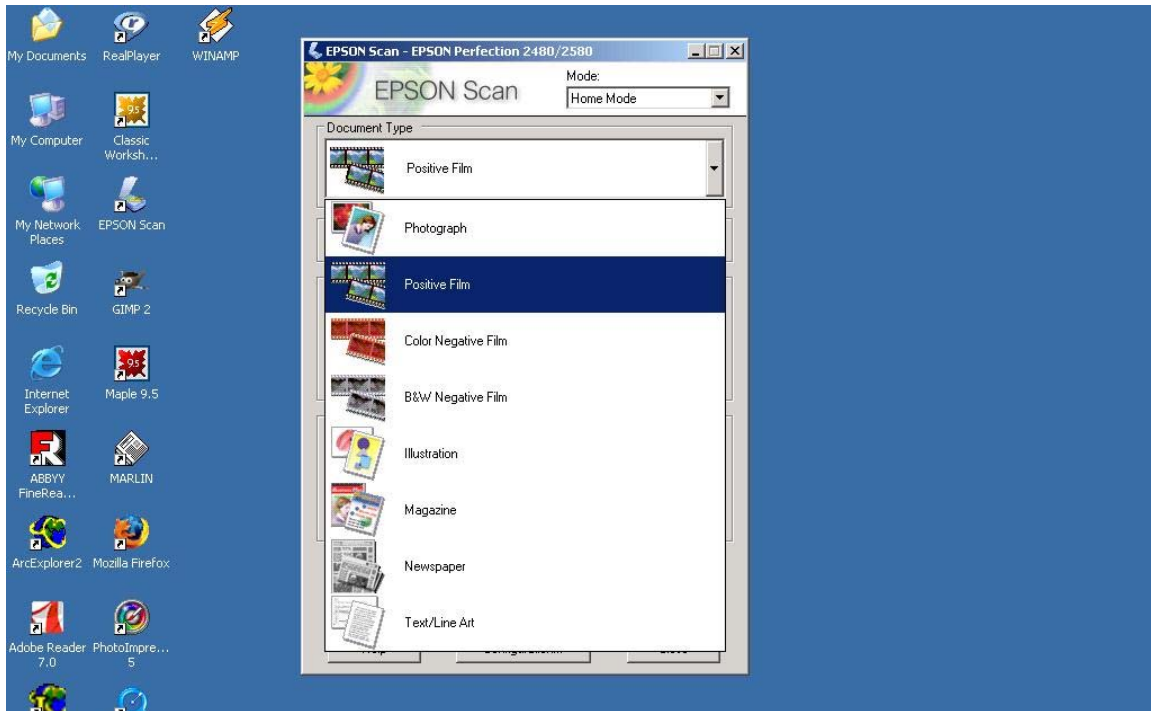 My Documents
RealPlayer
WINAMP
My Computer
Classic
Worksh...
My Network
Places
EPSON Scan
Recycle Bin
GIMP 2
Internet
Explorer
Maple 9.5
ABBYY
FineRea...
MARLIN
ArcExplorer2
Mozilla Firefox
Adobe Reader
7.0
PhotoImpre...
5
EPSON Scan - EPSON Perfection 2480/2580
EPSON Scan
Mode:
Home Mode
Document Type
Positive Film
Photograph
Positive Film
Color Negative Film
B&W Negative Film
Illustration
Magazine
Newspaper
Text/Line Art